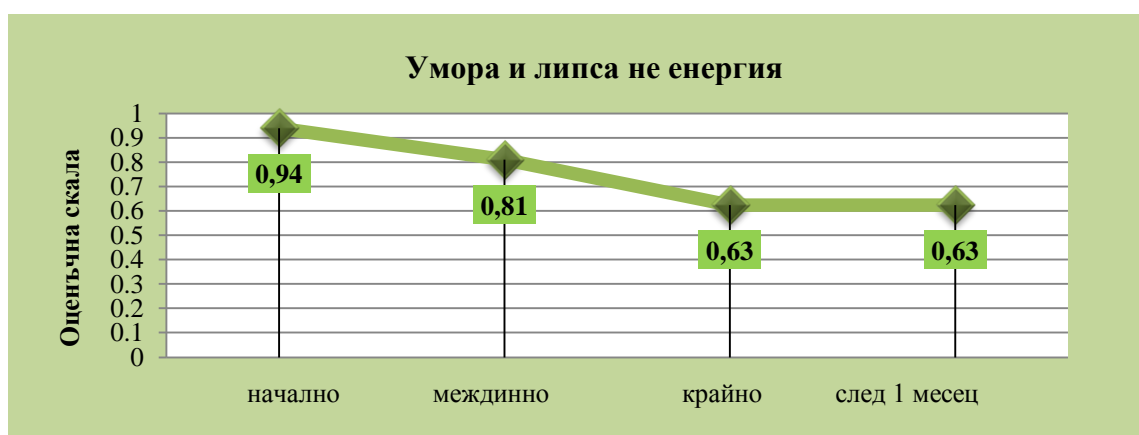 Умора и липса не енергия
Оценъчна скала
1
0.9
0.8
0.7
0.6
0.5
0.4
0.3
0.2
0.1
0
0,94
0,81
0,63
0,63
начално
междинно
крайно
след 1 месец